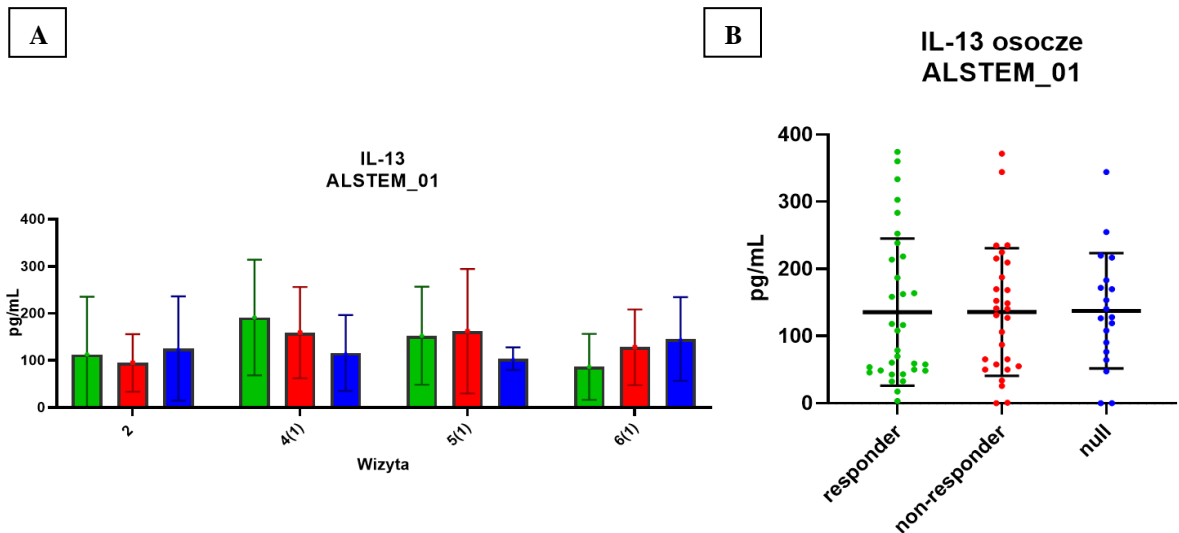 A
IL-13
ALSTEM_01
400
300
200
100
0
pg/mL
2
4(1)
5(1)
6(1)
Wizyta
B
IL-13 osocze
ALSTEM_01
400
300
200
100
0
pg/mL
responder
non-responder
null